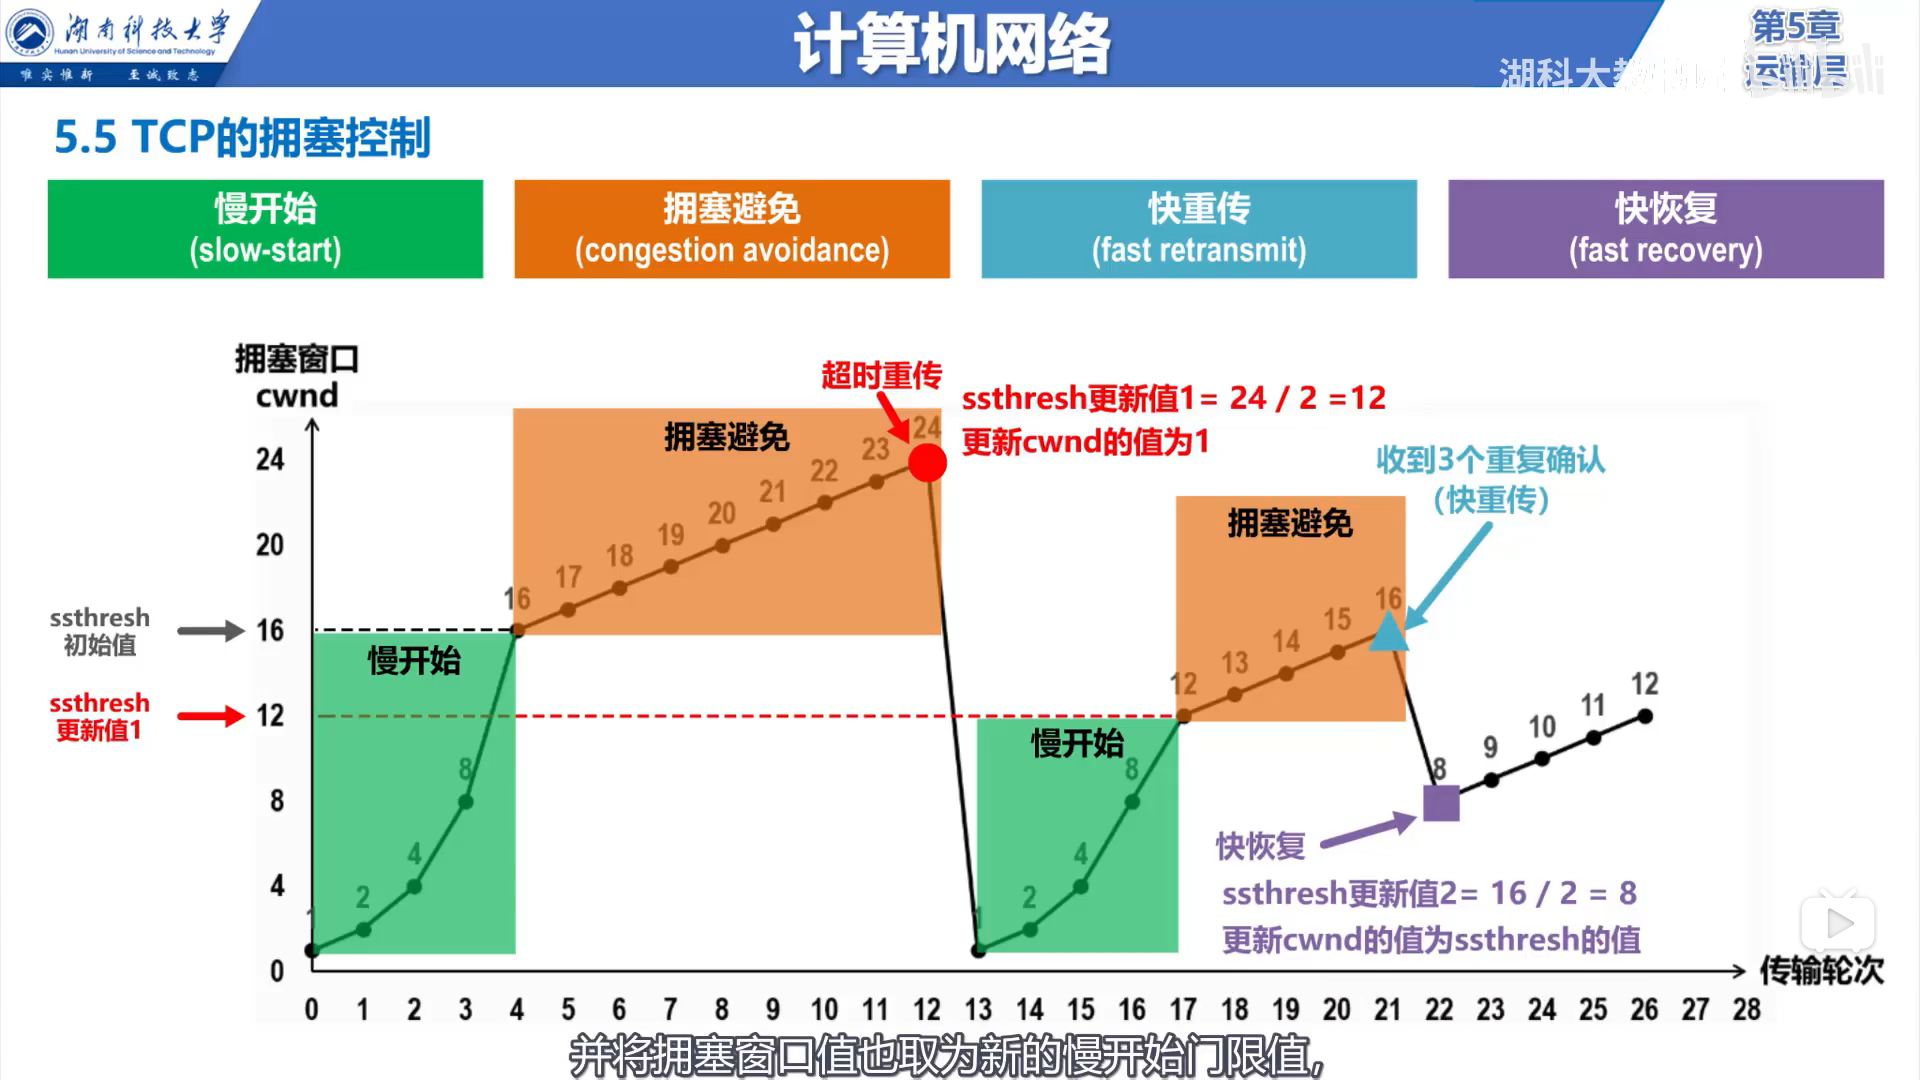 湖南科技大学
Hunan University of Science and Technology
唯实惟新 至诚致志
计算机网络
第5章
运输层
湖科大教
bilibili
5.5 TCP的拥塞控制
慢开始
(slow-start)
拥塞避免
(congestion avoidance)
快重传
(fast retransmit)
快恢复
(fast recovery)
拥塞窗口
cwnd
超时重传
ssthresh更新值1= 24 / 2 =12
更新cwnd的值为1
收到3个重复确认
（快重传）
拥塞避免
拥塞避免
慢开始
慢开始
ssthresh
初始值
ssthresh
更新值1
24
20
16
12
8
4
0
1
2
4
8
16
17
18
19
20
21
22
23
24
1
2
4
8
12
13
14
15
16
8
9
10
11
12
快恢复
ssthresh更新值2= 16 / 2 = 8
更新cwnd的值为ssthresh的值
传输轮次
0 1 2 3 4 5 6 7 8 9 10 11 12 13 14 15 16 17 18 19 20 21 22 23 24 25 26 27 28
并将拥塞窗口值也取为新的慢开始门限值，